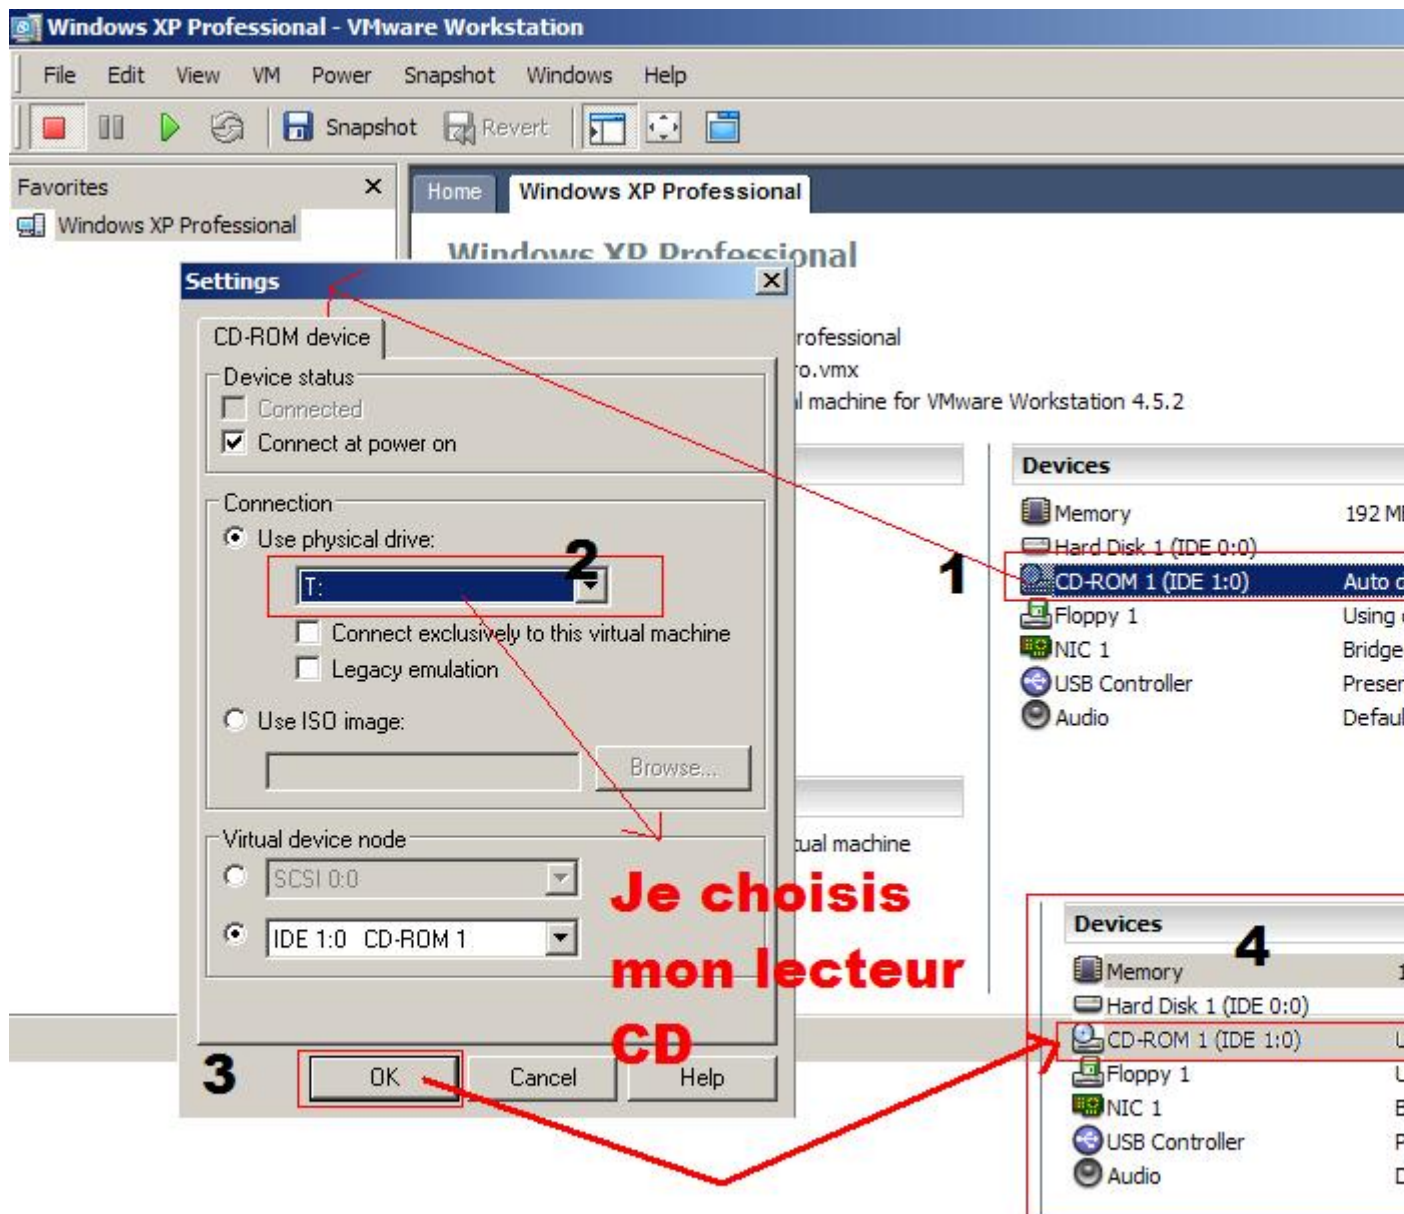 Windows XP Professional - VMware Workstation
File Edit View VM Power Snapshot Windows Help
Snapshot Revert
Favorites
Home Windows XP Professional
Windows XP Professional
Windows XP Professional
Settings
CD-ROM device
rofessional
Device status
o.vmx
Connected
l machine for VMware Workstation 4.5.2
Connect at power on
Devices
Connection
Memory 192 M
Use physical drive:
2
Hard Disk 1 (IDE 0:0)
1
T:
CD-ROM 1 (IDE 1:0) Auto
Floppy 1 Using
Connect exclusively to this virtual machine
NIC 1 Bridge
Legacy emulation
USB Controller Preser
Use ISO image:
Audio Defaul
Browse...
Virtual device node
tual machine
SCSI 0:0
Je choisis
IDE 1:0 CD-ROM 1
mon lecteur
CD
Devices
4
Memory 1
Hard Disk 1 (IDE 0:0)
CD-ROM 1 (IDE 1:0) U
3
OK Cancel Help
Floppy 1 U
NIC 1 B
USB Controller P
Audio D